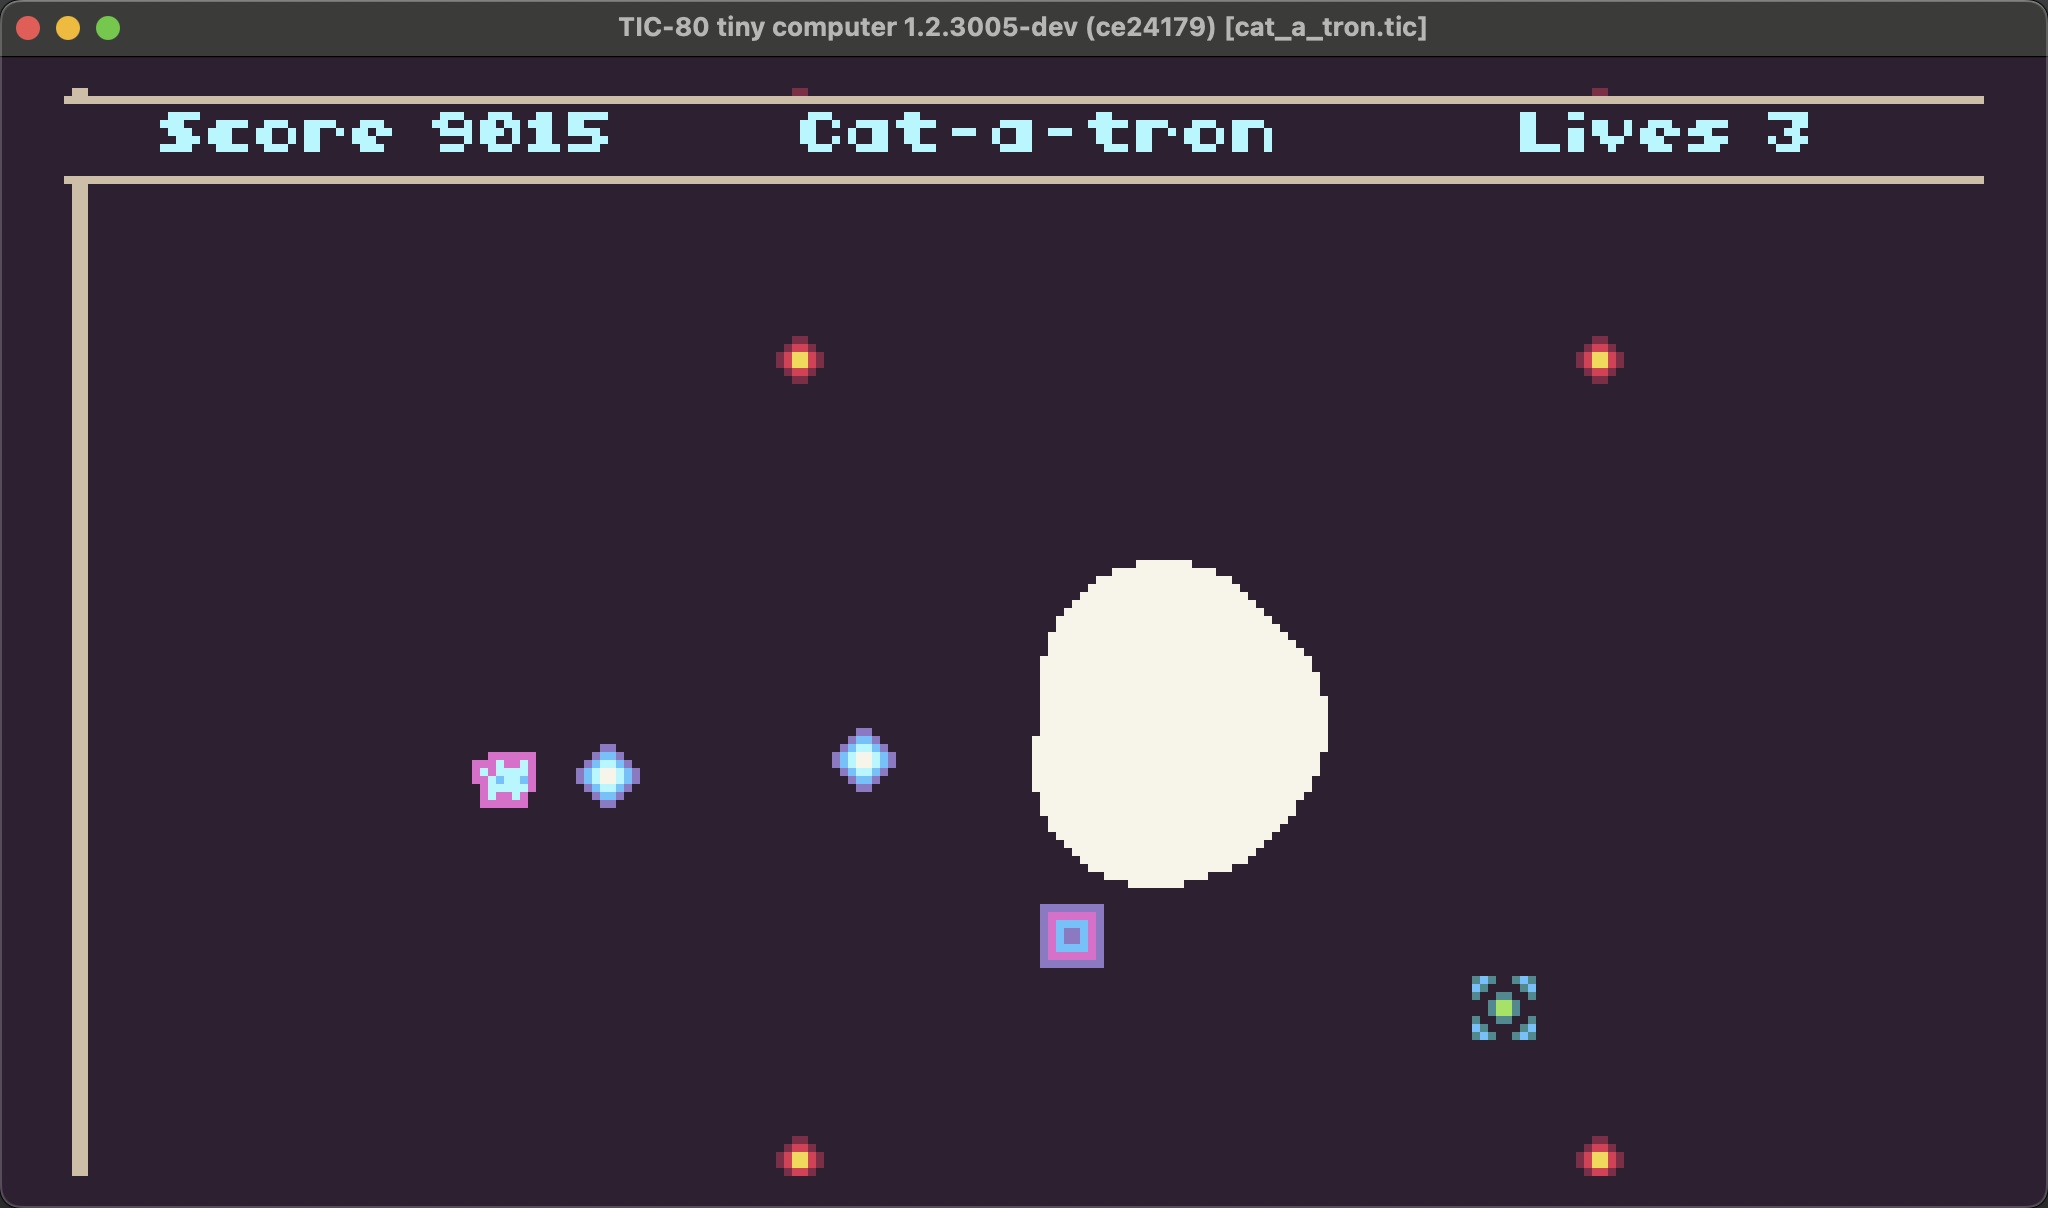 TIC-80 tiny computer 1.2.3005-dev (ce24179) [cat_a_tron.tic]
Score 9015 Cat-a-tron Lives 3